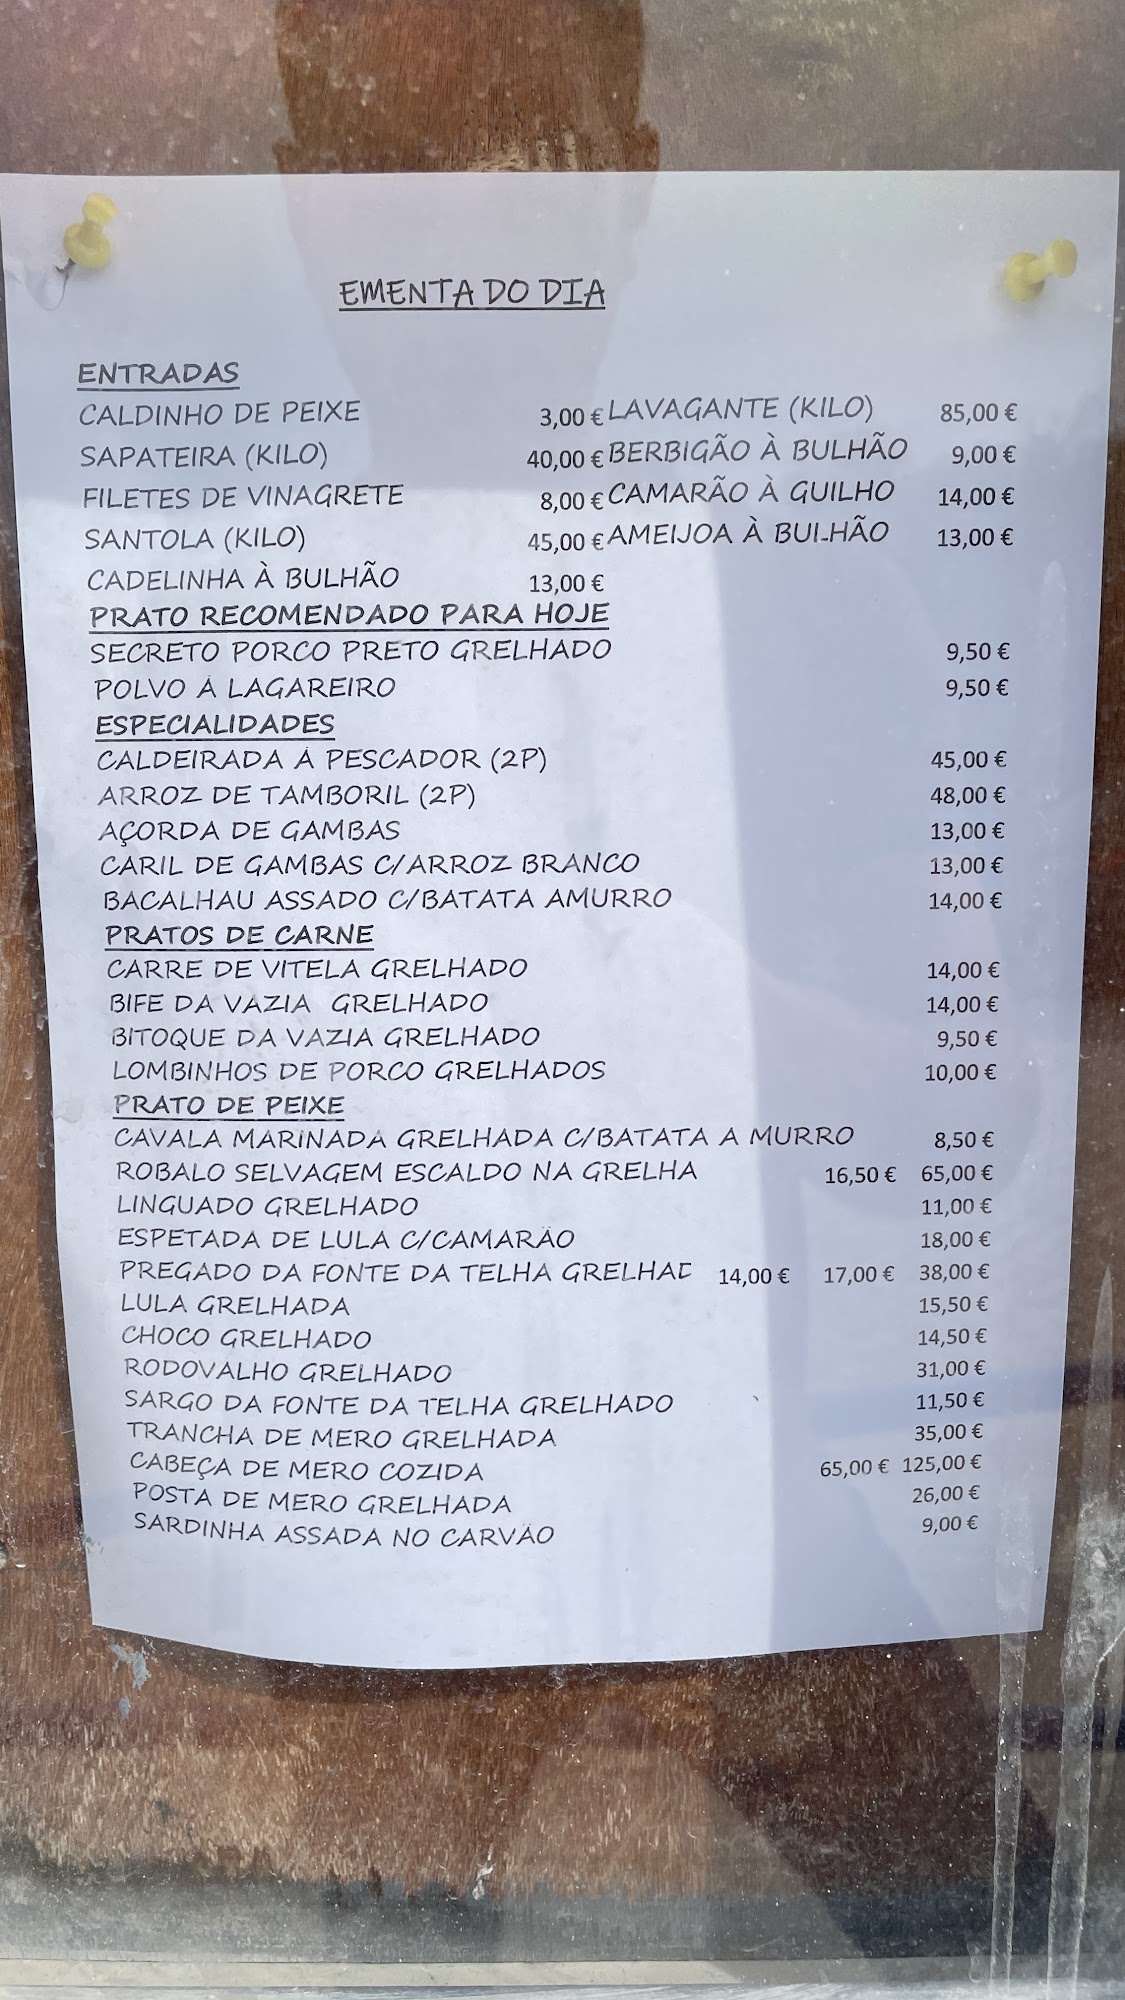 EMENTA DO DIA
ENTRADAS
CALDINHO DE PEIXE 3,00 € LAVAGANTE (KILO) 85,00 €
SAPATEIRA (KILO) 40,00 € BERBIGÃO À BULHÃO 9,00 €
FILETES DE VINAGRETE 8,00 € CAMARÃO À GUILHO 14,00 €
SANTOLA (KILO) 45,00 € AMEIJOA À BULHÃO 13,00 €
CADELINHA À BULHÃO 13,00 €
PRATO RECOMENDADO PARA HOJE
SECRETO PORCO PRETO GRELHADO 9,50 €
POLVO Á LAGAREIRO 9,50 €
ESPECIALIDADES
CALDEIRADA Á PESCADOR (2P) 45,00 €
ARROZ DE TAMBORIL (2P) 48,00 €
AÇORDA DE GAMBAS 13,00 €
CARIL DE GAMBAS C/ARROZ BRANCO 13,00 €
BACALHAU ASSADO C/BATATA AMURRO 14,00 €
PRATOS DE CARNE
CARRE DE VITELA GRELHADO 14,00 €
BIFE DA VAZIA GRELHADO 14,00 €
BITOQUE DA VAZIA GRELHADO 9,50 €
LOMBINHOS DE PORCO GRELHADOS 10,00 €
PRATO DE PEIXE
CAVALA MARINADA GRELHADA C/BATATA A MURRO 8,50 €
ROBALO SELVAGEM ESCALDO NA GRELHA 16,50 € 65,00 €
LINGUADO GRELHADO 11,00 €
ESPETADA DE LULA C/CAMARÃO 18,00 €
PREGADO DA FONTE DA TELHA GRELHAD 14,00 € 17,00 € 38,00 €
LULA GRELHADA 15,50 €
CHOCO GRELHADO 14,50 €
RODOVALHO GRELHADO 31,00 €
SARGO DA FONTE DA TELHA GRELHADO 11,50 €
TRANCHA DE MERO GRELHADA 35,00 €
CABEÇA DE MERO COZIDA 65,00 € 125,00 €
POSTA DE MERO GRELHADA 26,00 €
SARDINHA ASSADA NO CARVÃO 9,00 €